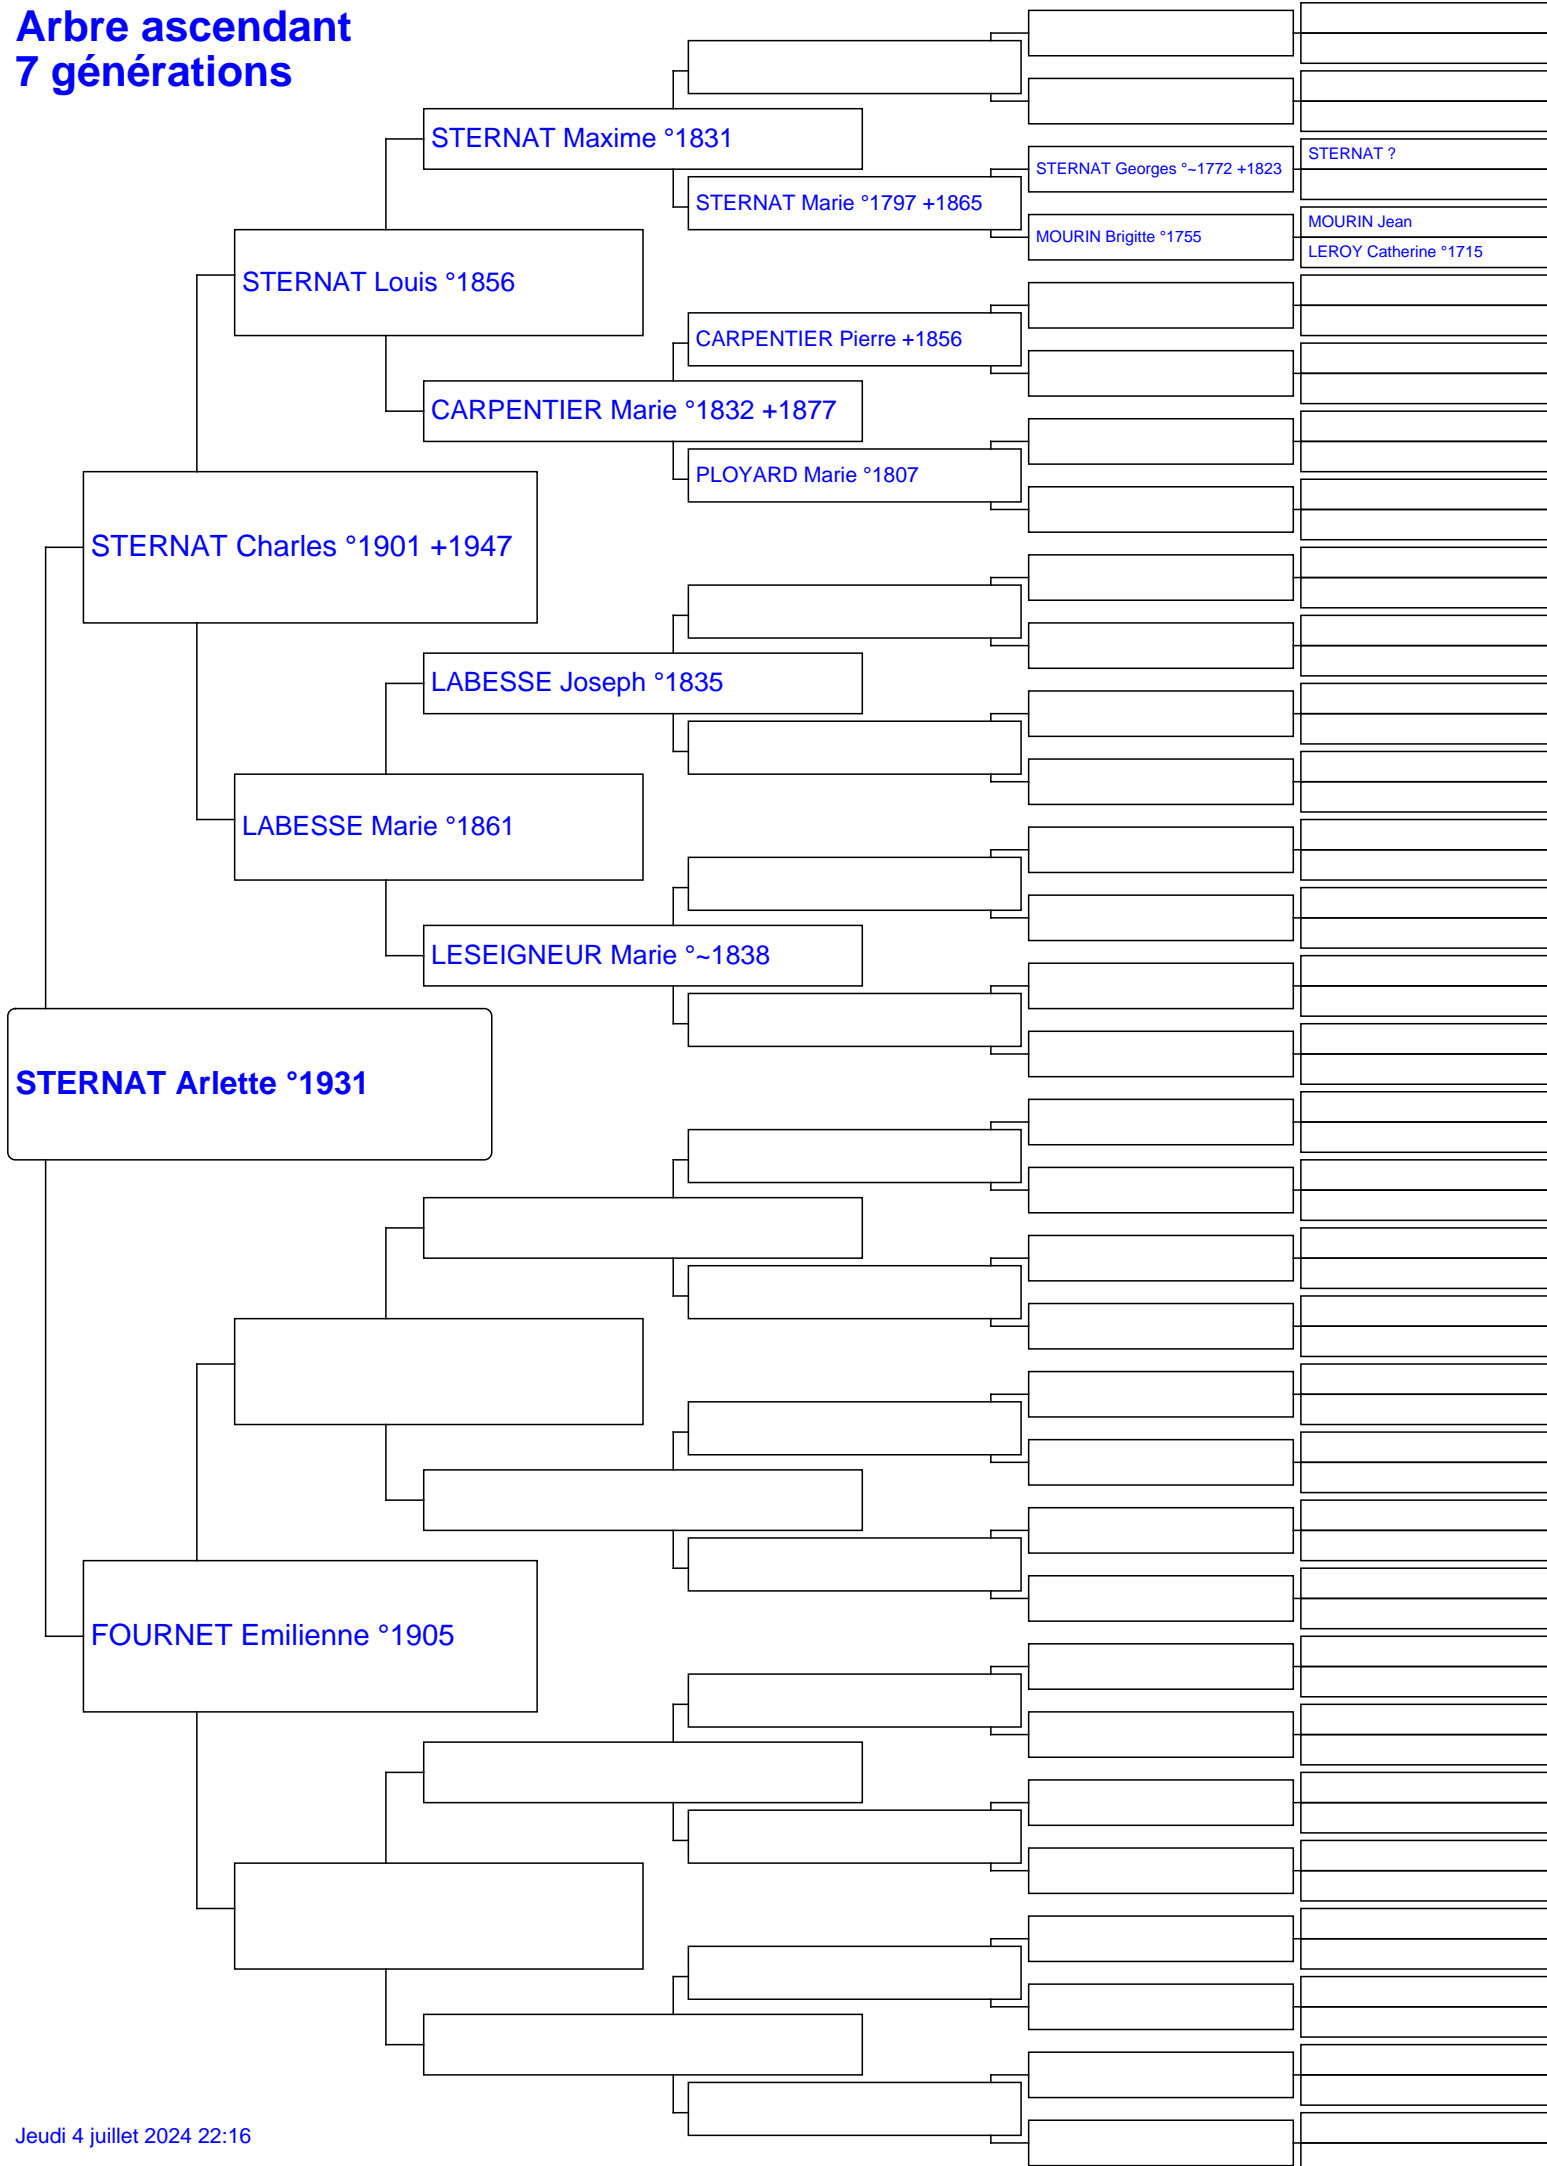 Arbre ascendant
7 générations
STERNAT Maxime °1831
STERNAT Georges °~1772 +1823
STERNAT ?
STERNAT Marie °1797 +1865
MOURIN Brigitte °1755
MOURIN Jean
LEROY Catherine °1715
STERNAT Louis °1856
CARPENTIER Pierre +1856
CARPENTIER Marie °1832 +1877
PLOYARD Marie °1807
STERNAT Charles °1901 +1947
LABESSE Joseph °1835
LABESSE Marie °1861
LESEIGNEUR Marie °~1838
STERNAT Arlette °1931
FOURNET Emilienne °1905
Jeudi 4 juillet 2024 22:16